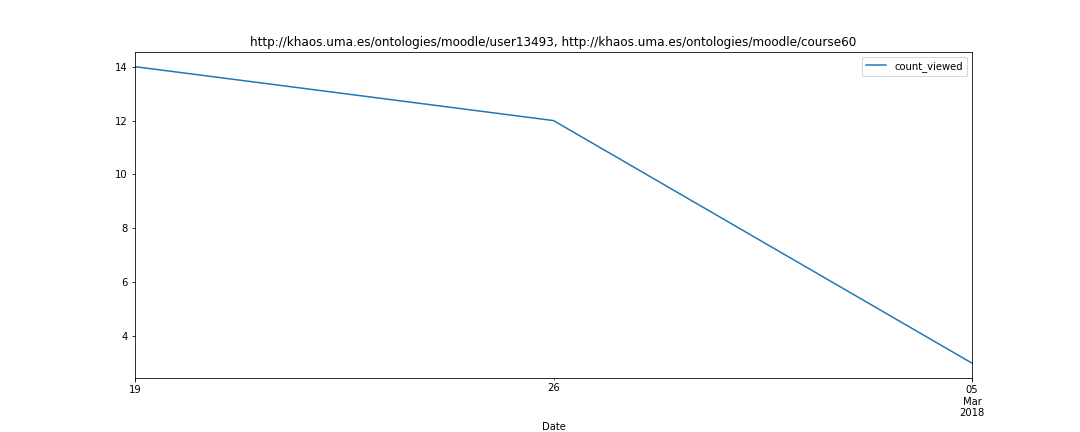 http://khaos.uma.es/ontologies/moodle/user13493, http://khaos.uma.es/ontologies/moodle/course60
count_viewed
14
12
10
8
6
4
19
26
05
Mar
2018
Date